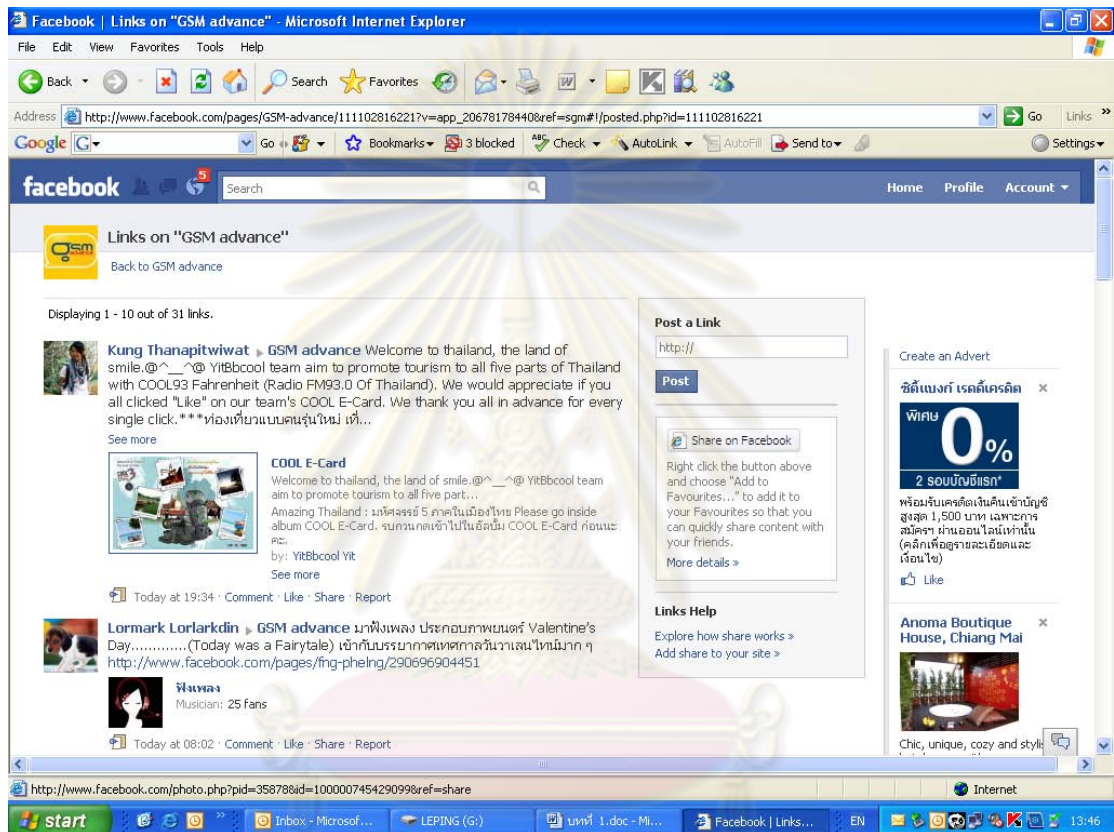 Facebook | Links on "GSM advance" - Microsoft Internet Explorer
File Edit View Favorites Tools Help
Back Search Favorites
Address http://www.facebook.com/pages/GSM-advance/111102816221?v=app_2067817844&ref=sgm#!/posted.php?id=111102816221 Go Links »
Google G Go Bookmarks 3 blocked ABC Check AutoLink AutoFill Send to Settings
facebook 5 Search Home Profile Account
gsm advance
Links on "GSM advance"
Back to GSM advance
Displaying 1 - 10 out of 31 links.
Kung Thanapitwiwat ▸ GSM advance Welcome to thailand, the land of
smile.@^__^@ YitBbcool team aim to promote tourism to all five parts of Thailand
with COOL93 Fahrenheit (Radio FM93.0 Of Thailand). We would appreciate if you
all clicked "Like" on our team's COOL E-Card. We thank you all in advance for every
single click.***ท่องเที่ยวแบบคนรุ่นใหม่ เที่...
See more
COOL E-Card
Welcome to thailand, the land of smile.@^__^@ YitBbcool team
aim to promote tourism to all five part...
Amazing Thailand : มหัศจรรย์ 5 ภาคในเมืองไทย Please go inside
album COOL E-Card. รบกวนกดเข้าไปในอัลบั้ม COOL E-Card ก่อนนะ
คะ.
by: YitBbcool Yit
See more
Today at 19:34 · Comment · Like · Share · Report
Lormark Lorlarkdin ▸ GSM advance มาฟังเพลง ประกอบภาพยนตร์ Valentine's
Day.............(Today was a Fairytale) เข้ากับบรรยากาศเทศกาลวันวาเลนไทน์มาก ๆ
http://www.facebook.com/pages/fng-phelng/290696904451
ฟังเพลง
Musician: 25 fans
Today at 08:02 · Comment · Like · Share · Report
Post a Link
http://
Post
Share on Facebook
Right click the button above
and choose "Add to
Favourites..." to add it to
your Favourites so that you
can quickly share content with
your friends.
More details »
Links Help
Explore how share works »
Add share to your site »
Create an Advert
ซิตี้แบงก์ เรดดี้เครดิต ×
พิเศษ
0%
2 รอบบัญชีแรก*
พร้อมรับเครดิตเงินคืนเข้าบัญชี
สูงสุด 1,500 บาท เฉพาะการ
สมัครฯ ผ่านออนไลน์เท่านั้น
(คลิกเพื่อดูรายละเอียดและ
เงื่อนไข)
Like
Anoma Boutique ×
House, Chiang Mai
Chic, unique, cozy and styli
http://www.facebook.com/photo.php?pid=35878&id=100000745429099&ref=share Internet
start Inbox - Microsof... LEPING (G:) บทที่ 1.doc - Mi... Facebook | Links... EN 13:46